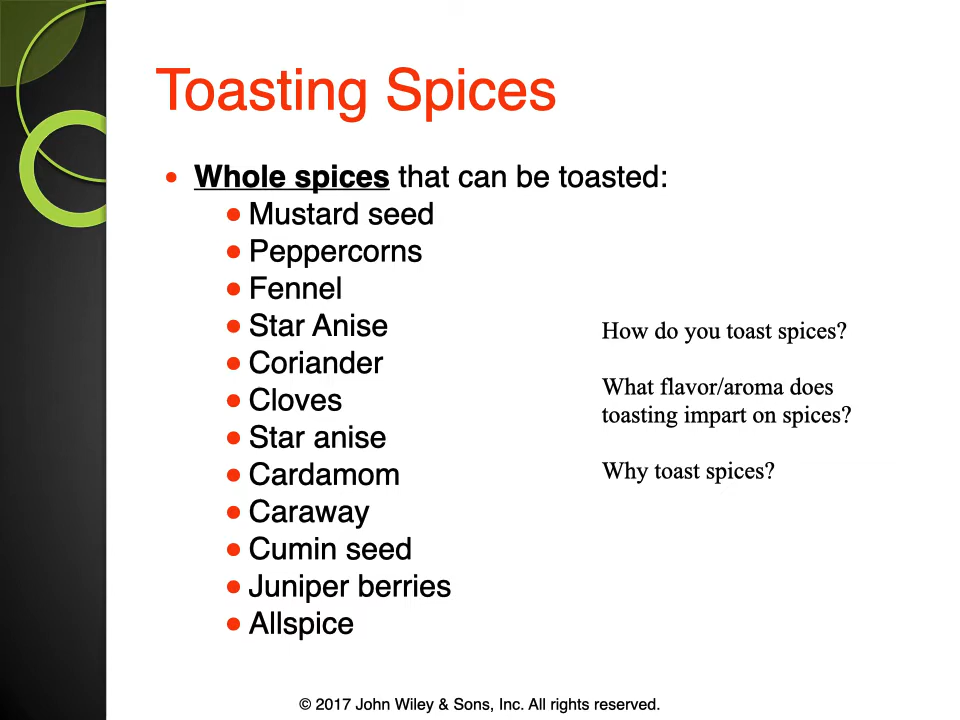 Toasting Spices
Whole spices that can be toasted:
Mustard seed
Peppercorns
Fennel
Star Anise
Coriander
Cloves
Star anise
Cardamom
Caraway
Cumin seed
Juniper berries
Allspice
How do you toast spices?
What flavor/aroma does
toasting impart on spices?
Why toast spices?
© 2017 John Wiley & Sons, Inc. All rights reserved.